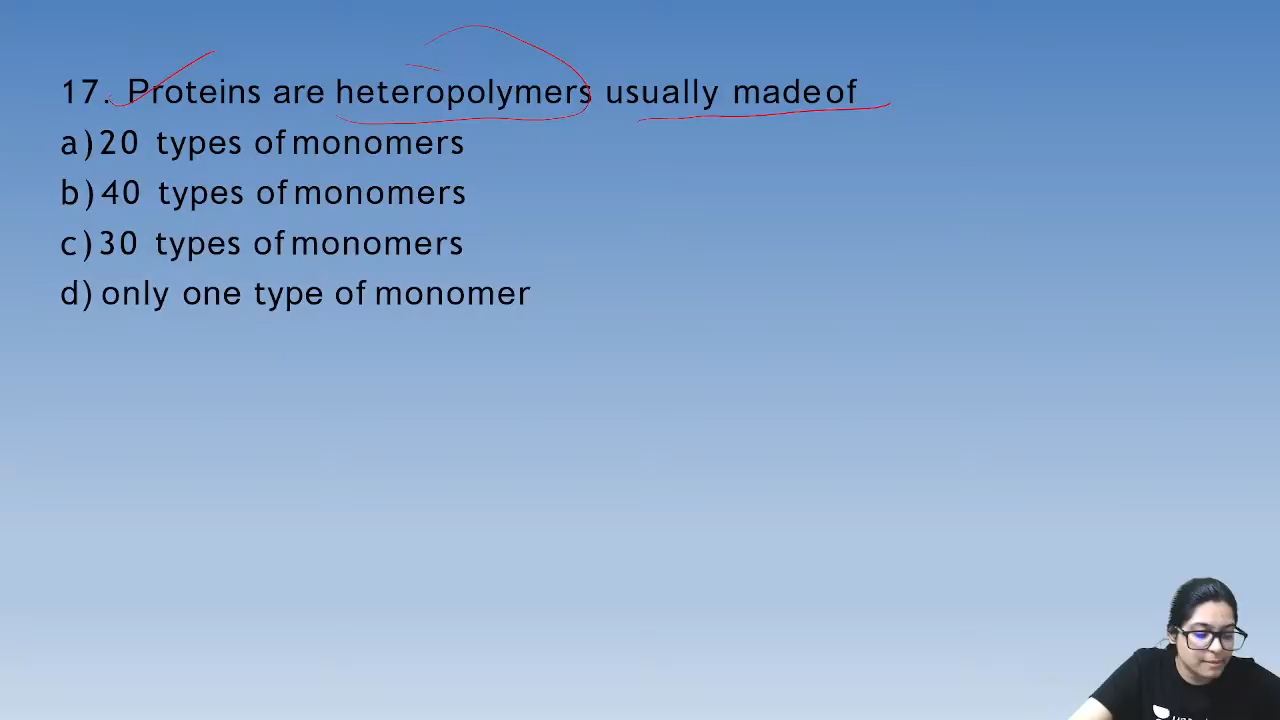 17. Proteins are heteropolymers usually made of
a) 20 types of monomers
b) 40 types of monomers
c) 30 types of monomers
d) only one type of monomer